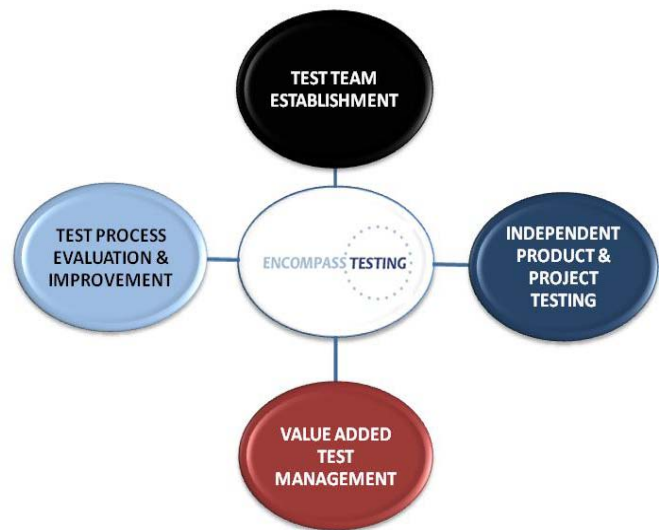 TEST TEAM
ESTABLISHMENT
TEST PROCESS
EVALUATION &
IMPROVEMENT
ENCOMPASS TESTING
INDEPENDENT
PRODUCT &
PROJECT
TESTING
VALUE ADDED
TEST
MANAGEMENT